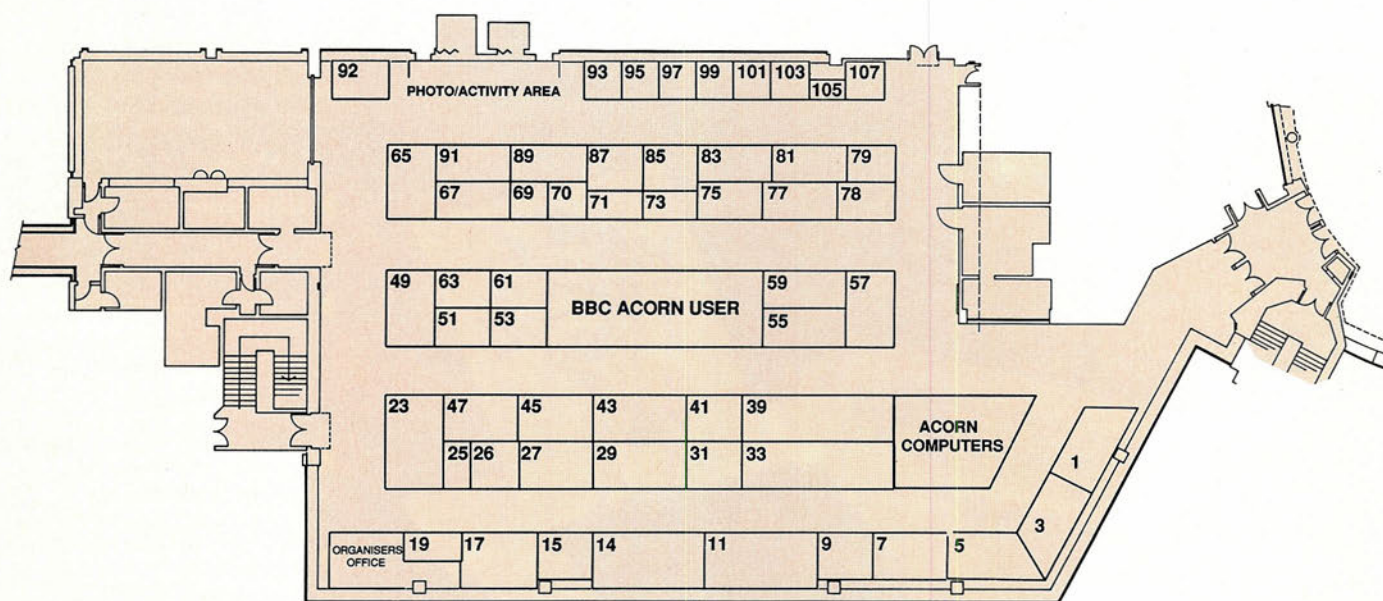 92
PHOTO/ACTIVITY AREA
93 95 97 99 101 103 105 107
65 91 89 87 85 83 81 79
67 69 70 71 73 75 77 78
49 63 61 BBC ACORN USER 59 57
51 53 55
23 47 45 43 41 39 ACORN
COMPUTERS
25 26 27 29 31 33
1
3
ORGANISERS
OFFICE
19 17 15 14 11 9 7 5